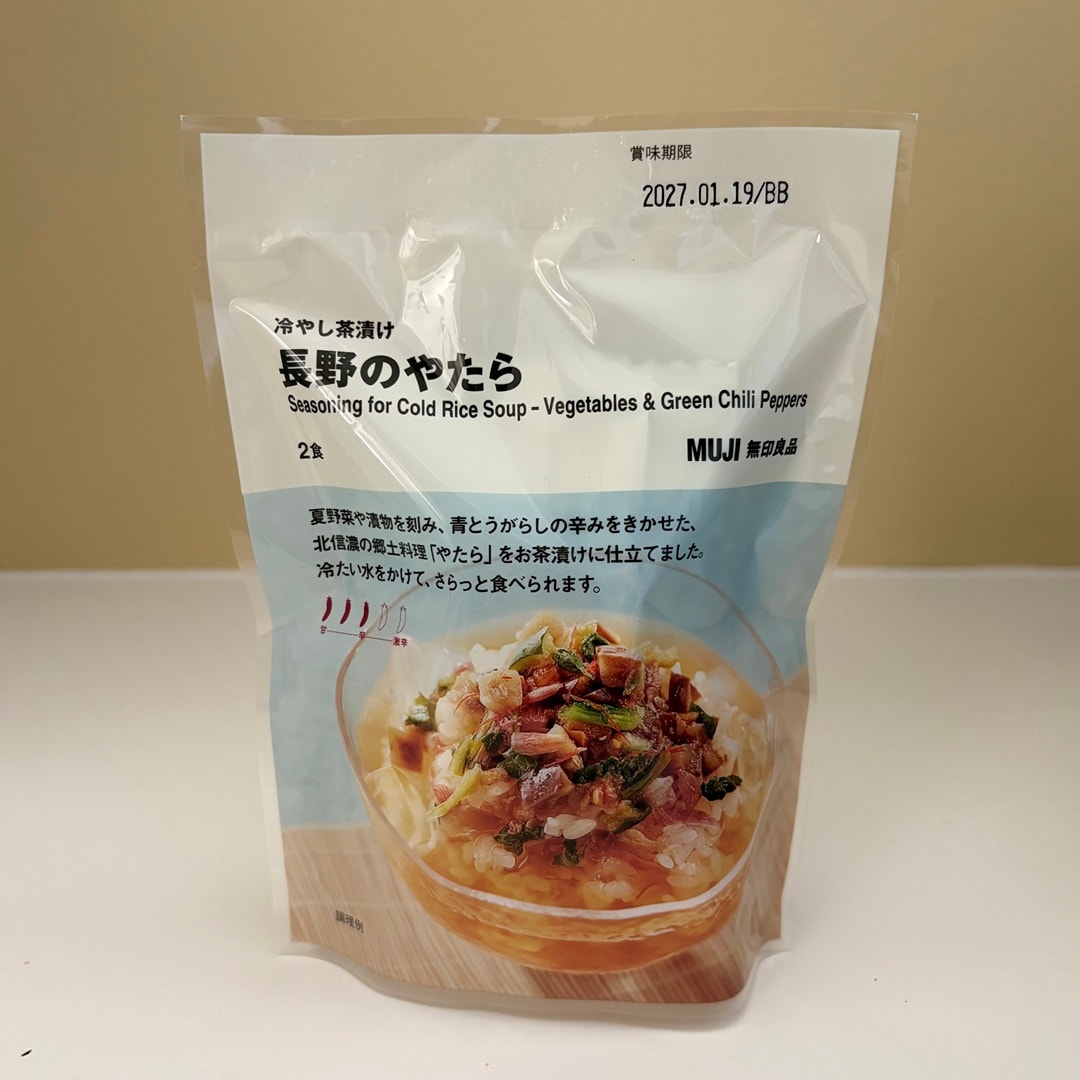 賞味期限
2027.01.19/BB
冷やし茶漬け
長野のやたら
Seasoning for Cold Rice Soup – Vegetables & Green Chili Peppers
2食
MUJI 無印良品
夏野菜や漬物を刻み、青とうがらしの辛みをきかせた、
北信濃の郷土料理「やたら」をお茶漬けに仕立てました。
冷たい水をかけて、さらっと食べられます。
甘 辛 激辛
調理例